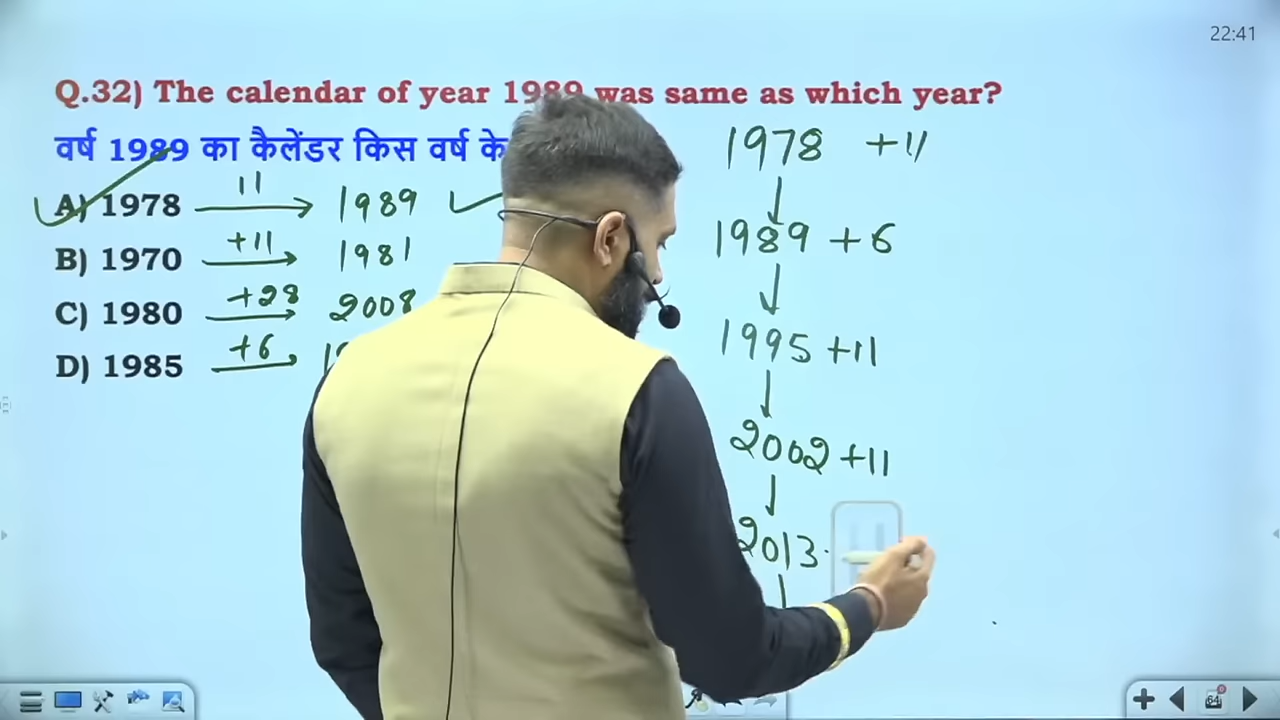 22:41
Q.32) The calendar of year 1989 was same as which year?
वर्ष 1989 का कैलेंडर किस वर्ष के
A) 1978 11 1989
B) 1970 +11 1981
C) 1980 +28 2008
D) 1985 +6
1978 +11
1989 +6
1995 +11
2002 +11
2013
64